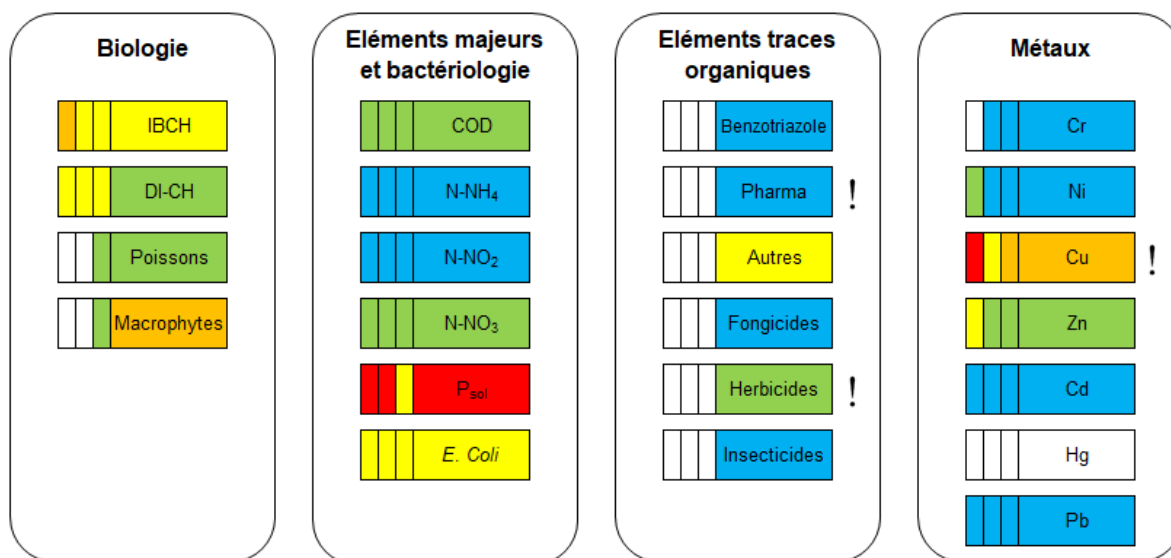 Biologie
IBCH
DI-CH
Poissons
Macrophytes
Eléments majeurs
et bactériologie
COD
N-NH₄
N-NO₂
N-NO₃
Psol
E. Coli
Eléments traces
organiques
Benzotriazole
Pharma !
Autres
Fongicides
Herbicides !
Insecticides
Métaux
Cr
Ni
Cu !
Zn
Cd
Hg
Pb